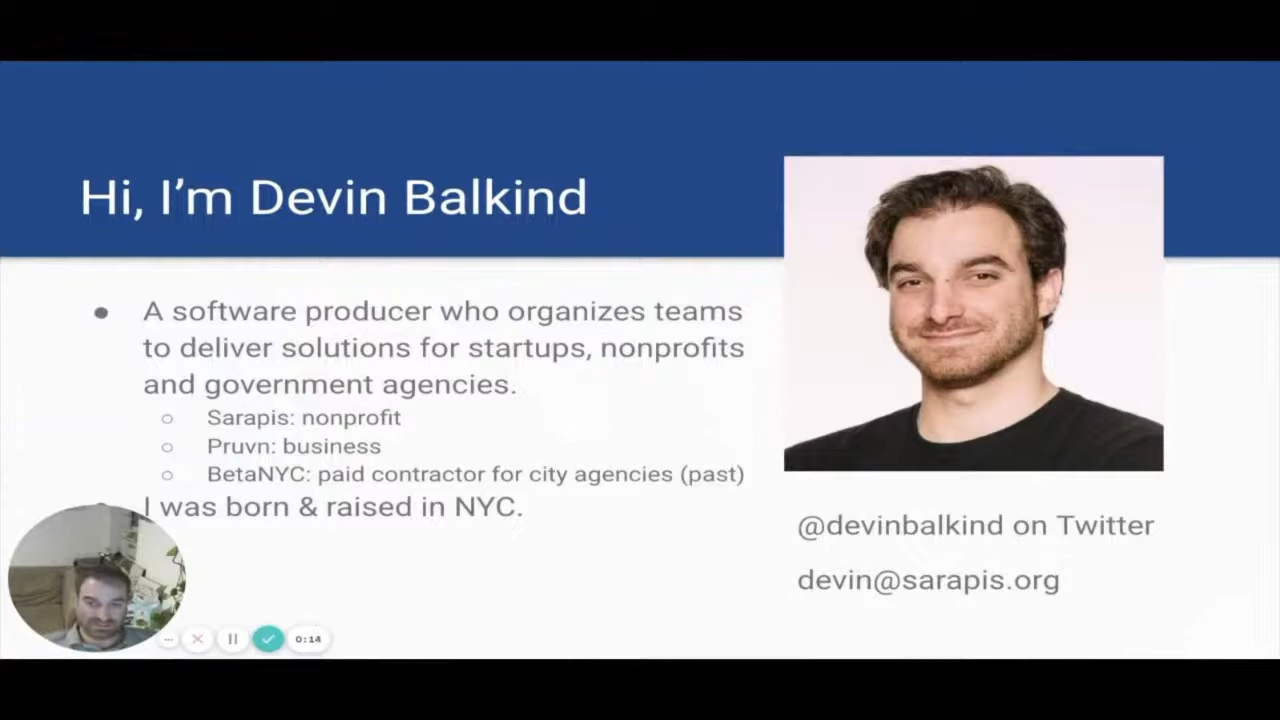 Hi, I'm Devin Balkind
● A software producer who organizes teams
to deliver solutions for startups, nonprofits
and government agencies.
○ Sarapis: nonprofit
○ Pruvn: business
○ BetaNYC: paid contractor for city agencies (past)
I was born & raised in NYC.
@devinbalkind on Twitter
devin@sarapis.org
0:14